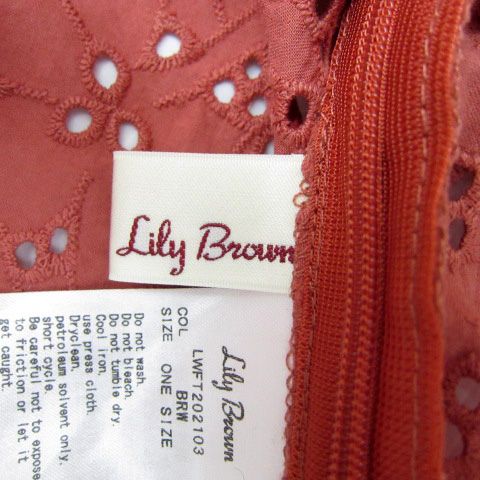 Lily Brown
Lily Brown
LWFT202103
COL BRW
SIZE ONE SIZE
Do not wash.
Do not bleach.
Do not tumble dry.
Cool iron.
use press cloth.
Dryclean.
petroleum solvent only.
short cycle.
Be careful not to expose
to friction or let it
get caught.